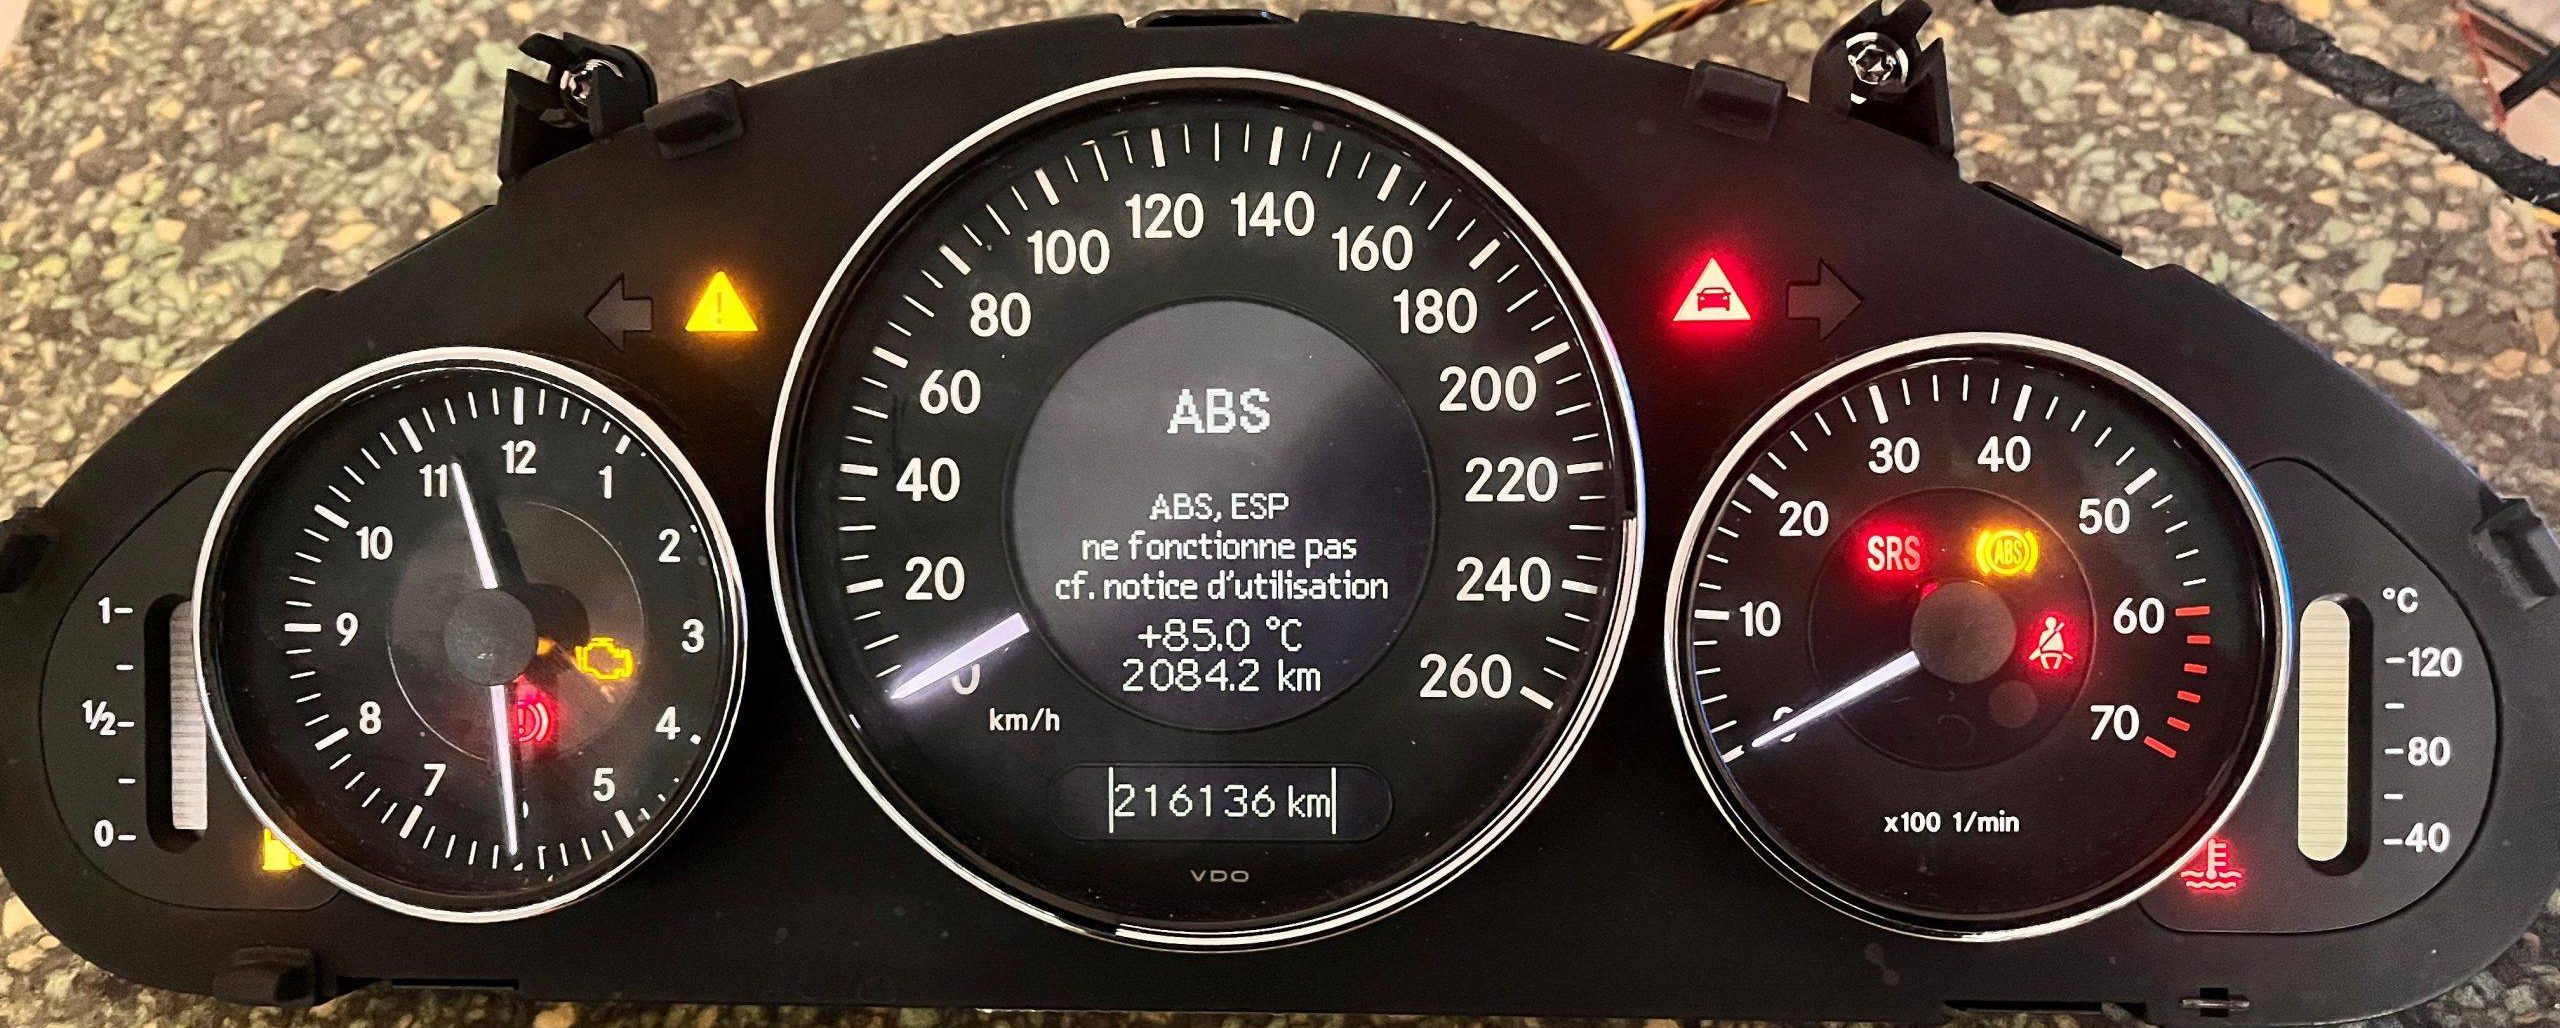 120 140
100 160
80 180
60 200
40 220
20 240
0 260
km/h
ABS
ABS, ESP
ne fonctionne pas
cf. notice d'utilisation
+85.0 °C
2084.2 km
216136 km
VDO
12
11 1
10 2
9 3
8 4
7 5
1
1/2
0
30 40
20 50
10 60
70
SRS ABS
x100 1/min
°C
120
80
40